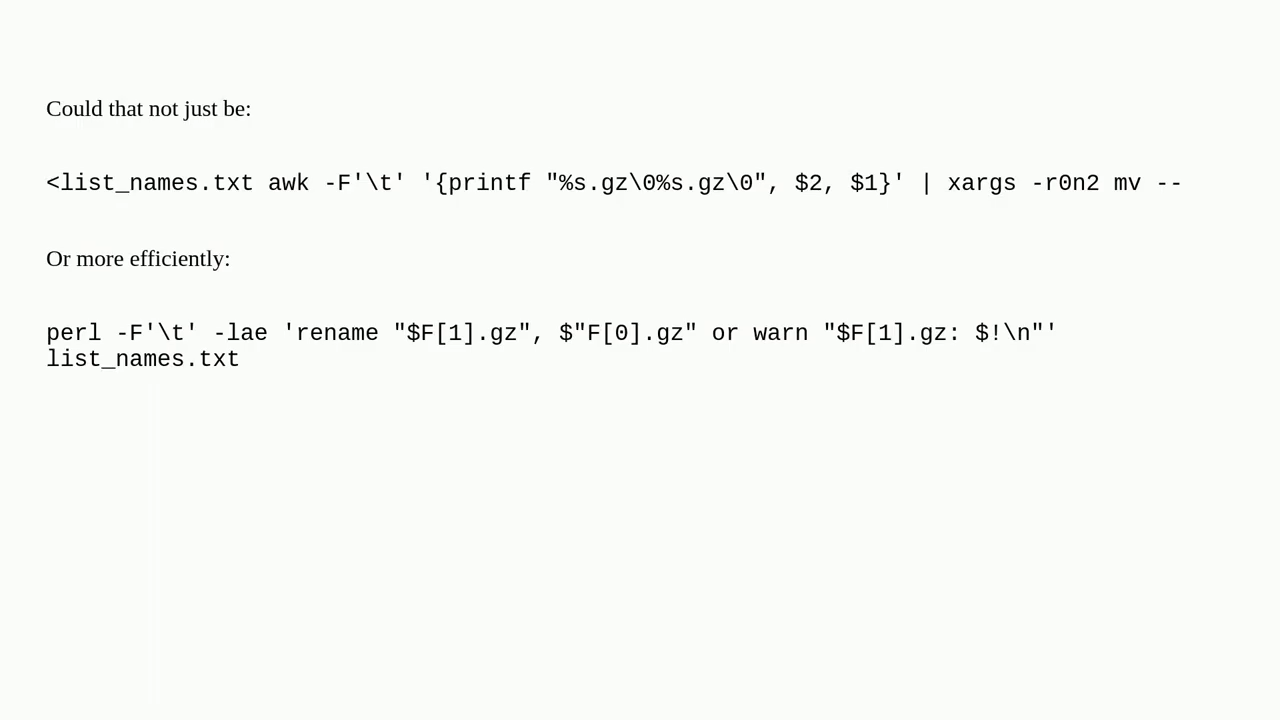 Could that not just be:
<list_names.txt awk -F'\t' '{printf "%s.gz\0%s.gz\0", $2, $1}' | xargs -r0n2 mv --
Or more efficiently:
perl -F'\t' -lae 'rename "$F[1].gz", $"F[0].gz" or warn "$F[1].gz: $!\n"'
list_names.txt